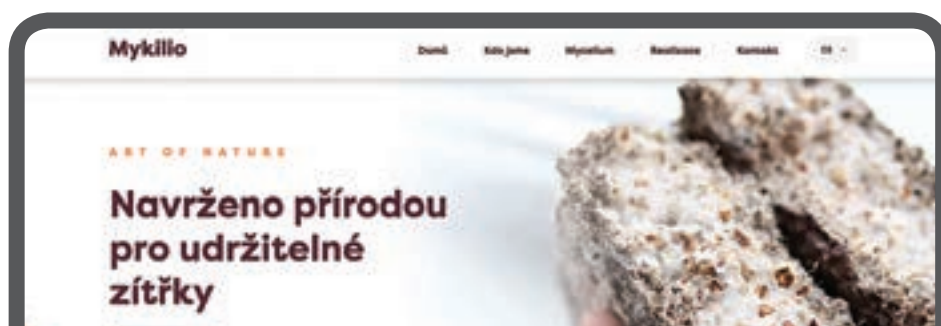 Mykilio
Domů Kdo jsme Mycelium Realizace Kontakt
ART OF NATURE
Navrženo přírodou
pro udržitelné
zítřky